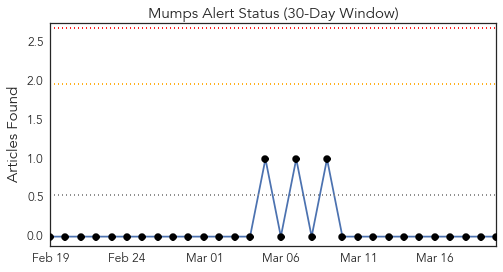 Mumps Alert Status (30-Day Window)
Articles Found
2.5
2.0
1.5
1.0
0.5
0.0
Feb 19 Feb 24 Mar 01 Mar 06 Mar 11 Mar 16